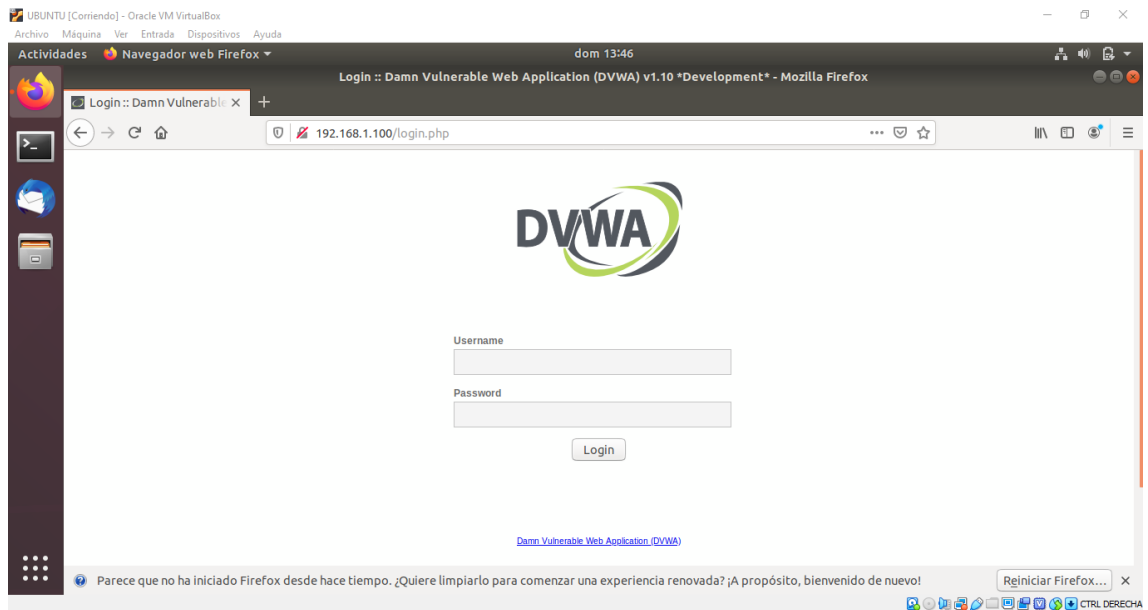 UBUNTU [Corriendo] - Oracle VM VirtualBox
Archivo Máquina Ver Entrada Dispositivos Ayuda
Actividades Navegador web Firefox dom 13:46
Login :: Damn Vulnerable Web Application (DVWA) v1.10 *Development* - Mozilla Firefox
Login :: Damn Vulnerable
192.168.1.100/login.php
DVWA
Username
Password
Login
Damn Vulnerable Web Application (DVWA)
Parece que no ha iniciado Firefox desde hace tiempo. ¿Quiere limpiarlo para comenzar una experiencia renovada? ¡A propósito, bienvenido de nuevo! Reiniciar Firefox...
CTRL DERECHA